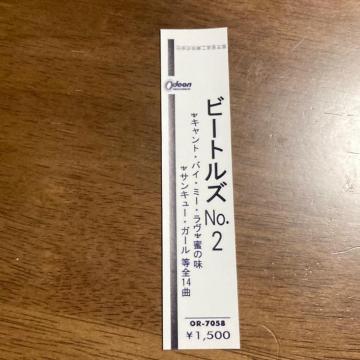 Odeon
ビートルズ No.2
キャント・バイ・ミー・ラヴ 蜜の味
サンキュー・ガール 等全14曲
OR-7058
¥1,500